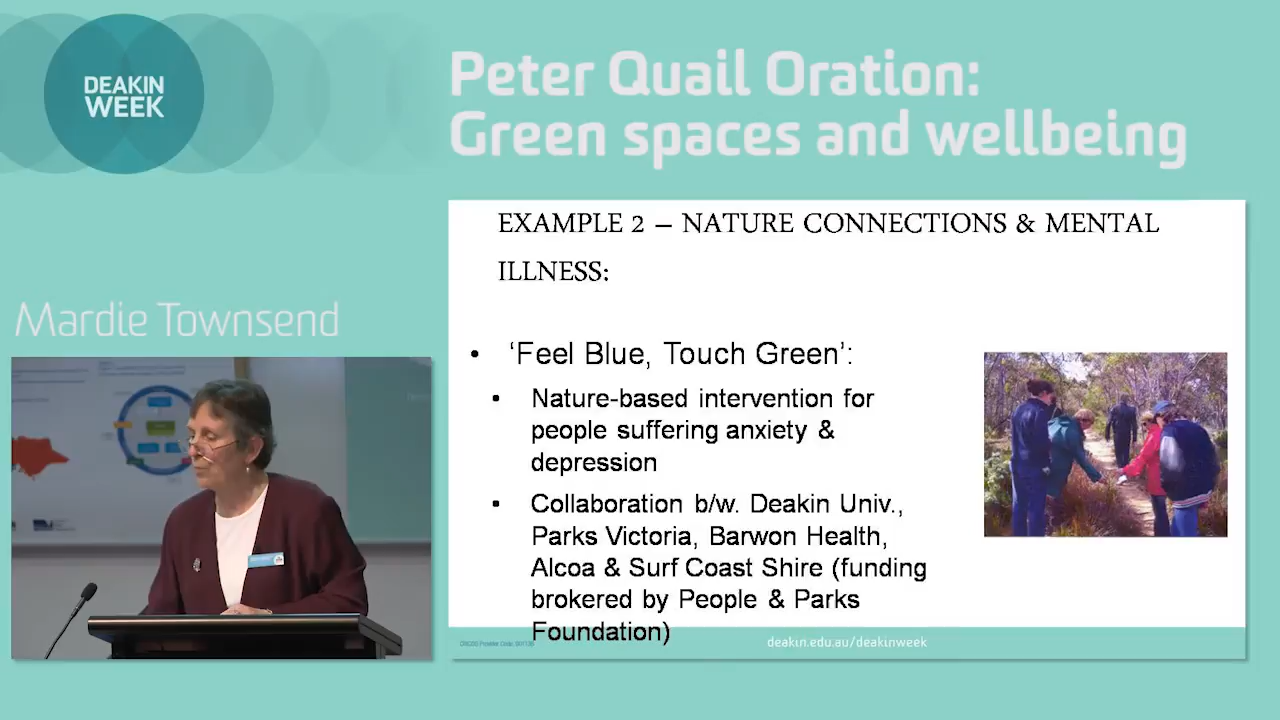 DEAKIN
WEEK
Peter Quail Oration:
Green spaces and wellbeing
EXAMPLE 2 – NATURE CONNECTIONS & MENTAL
ILLNESS:
Mardie Townsend
• ‘Feel Blue, Touch Green’:
• Nature-based intervention for
people suffering anxiety &
depression
• Collaboration b/w. Deakin Univ.,
Parks Victoria, Barwon Health,
Alcoa & Surf Coast Shire (funding
brokered by People & Parks
Foundation)
deakin.edu.au/deakinweek